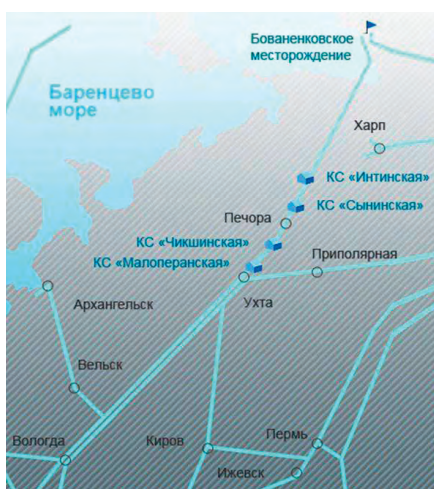 Бованенковское
месторождение
Баренцево
море
Харп
КС «Интинская»
КС «Сынинская»
Печора
КС «Чикшинская»
Приполярная
КС «Малоперанская»
Ухта
Архангельск
Вельск
Вологда
Киров
Пермь
Ижевск